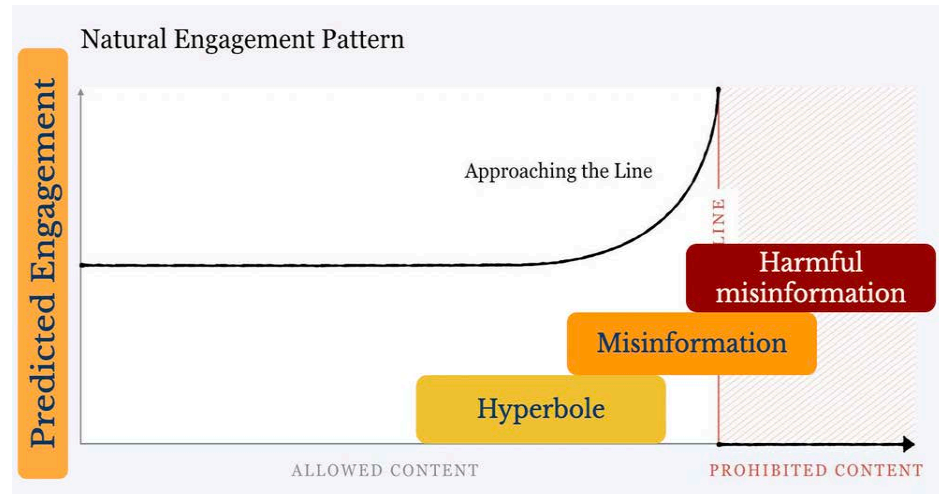 Natural Engagement Pattern
Predicted Engagement
Approaching the Line
LINE
Harmful
misinformation
Misinformation
Hyperbole
ALLOWED CONTENT
PROHIBITED CONTENT